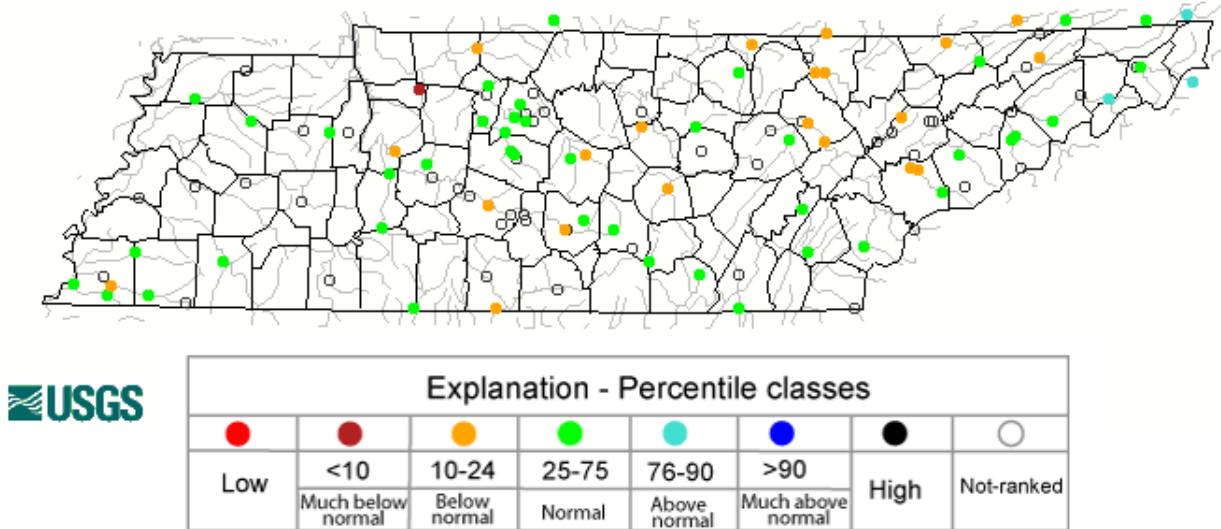 USGS
Explanation - Percentile classes
Low
<10
10-24
25-75
76-90
>90
High
Not-ranked
Much below
normal
Below
normal
Normal
Above
normal
Much above
normal